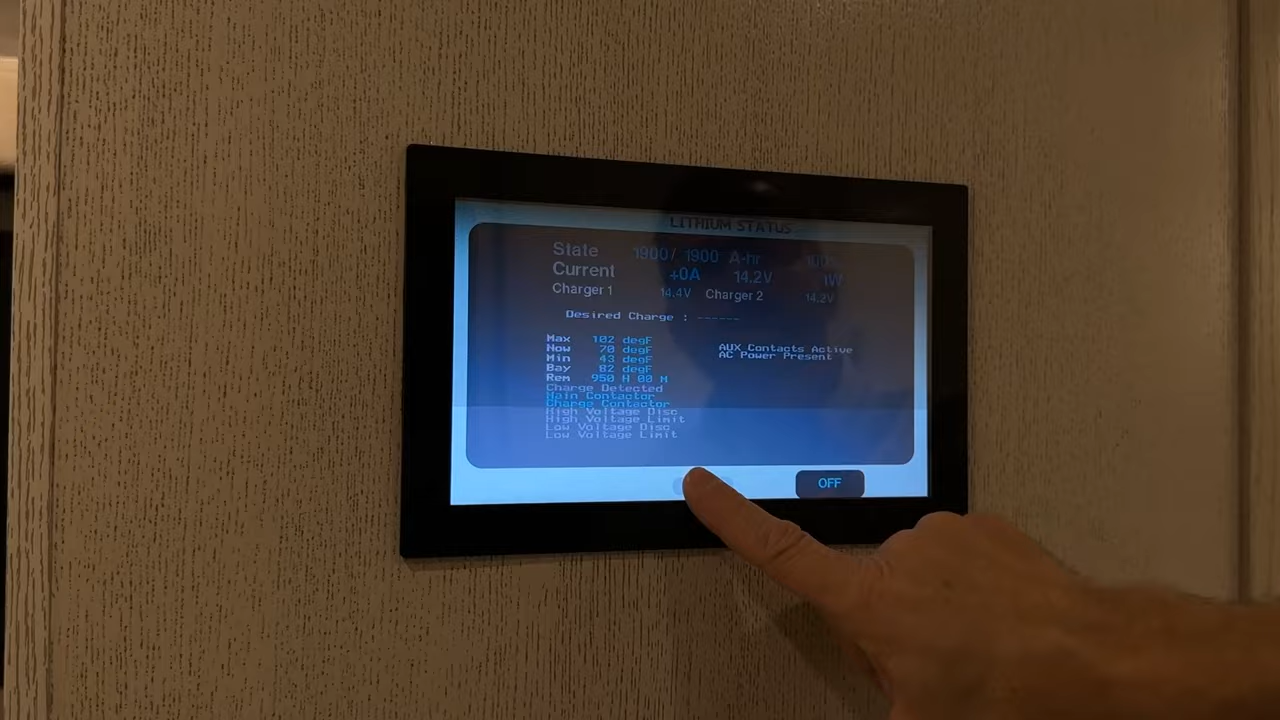 LITHIUM STATUS
State 1900/ 1900 A-hr 100%
Current +0A 14.2V 1W
Charger 1 14.4V Charger 2 14.2V
Desired Charge : ------
Max 102 degF
Now 70 degF AUX Contacts Active
Min 43 degF AC Power Present
Bay 82 degF
Rem 950 H 00 M
Charge Detected
Main Contactor
Charge Contactor
High Voltage Disc
High Voltage Limit
Low Voltage Disc
Low Voltage Limit
OFF